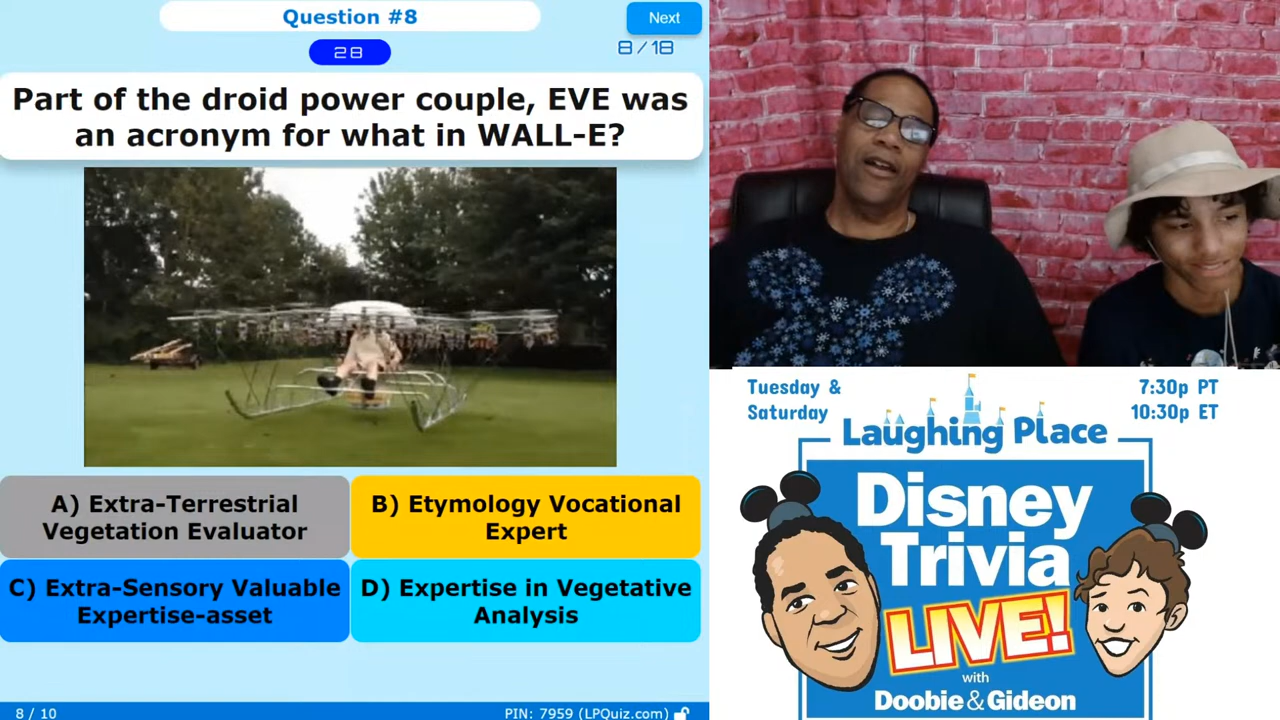 Question #8
Next
28
8/18
Part of the droid power couple, EVE was
an acronym for what in WALL-E?
A) Extra-Terrestrial
Vegetation Evaluator
B) Etymology Vocational
Expert
C) Extra-Sensory Valuable
Expertise-asset
D) Expertise in Vegetative
Analysis
8 / 10
PIN: 7959 (LPQuiz.com)
Tuesday &
Saturday
7:30p PT
10:30p ET
Laughing Place
Disney
Trivia
LIVE!
with
Doobie & Gideon